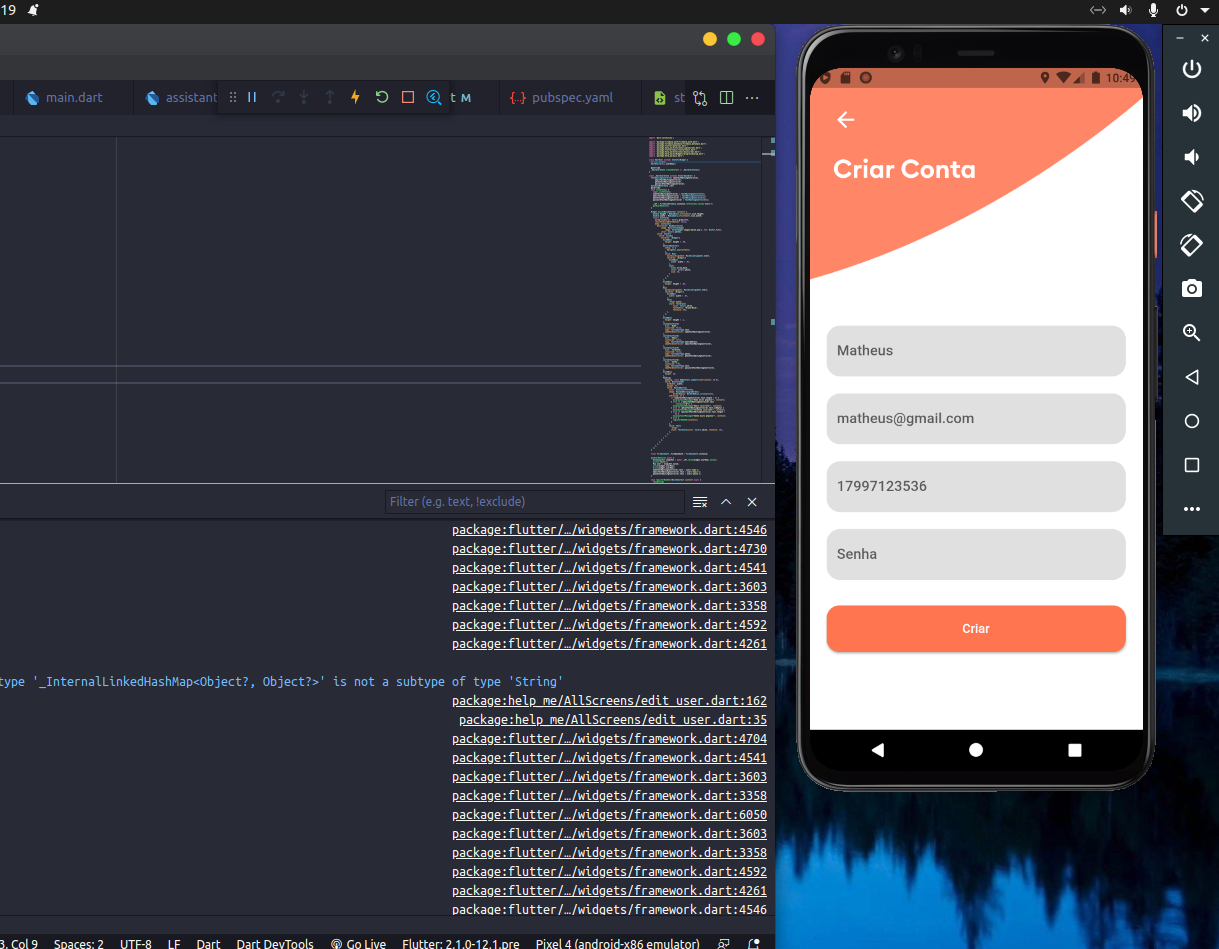 19
main.dart
assistant
t M
{..} pubspec.yaml
st
Filter (e.g. text, !exclude)
package:flutter/…/widgets/framework.dart:4546
package:flutter/…/widgets/framework.dart:4730
package:flutter/…/widgets/framework.dart:4541
package:flutter/…/widgets/framework.dart:3603
package:flutter/…/widgets/framework.dart:3358
package:flutter/…/widgets/framework.dart:4592
package:flutter/…/widgets/framework.dart:4261
type '_InternalLinkedHashMap<Object?, Object?>' is not a subtype of type 'String'
package:help_me/AllScreens/edit_user.dart:162
package:help_me/AllScreens/edit_user.dart:35
package:flutter/…/widgets/framework.dart:4704
package:flutter/…/widgets/framework.dart:4541
package:flutter/…/widgets/framework.dart:3603
package:flutter/…/widgets/framework.dart:3358
package:flutter/…/widgets/framework.dart:6050
package:flutter/…/widgets/framework.dart:3603
package:flutter/…/widgets/framework.dart:3358
package:flutter/…/widgets/framework.dart:4592
package:flutter/…/widgets/framework.dart:4261
package:flutter/…/widgets/framework.dart:4546
3, Col 9 Spaces: 2 UTF-8 LF Dart Dart DevTools Go Live Flutter: 2.1.0-12.1.pre Pixel 4 (android-x86 emulator)
10:49
Criar Conta
Matheus
matheus@gmail.com
17997123536
Senha
Criar